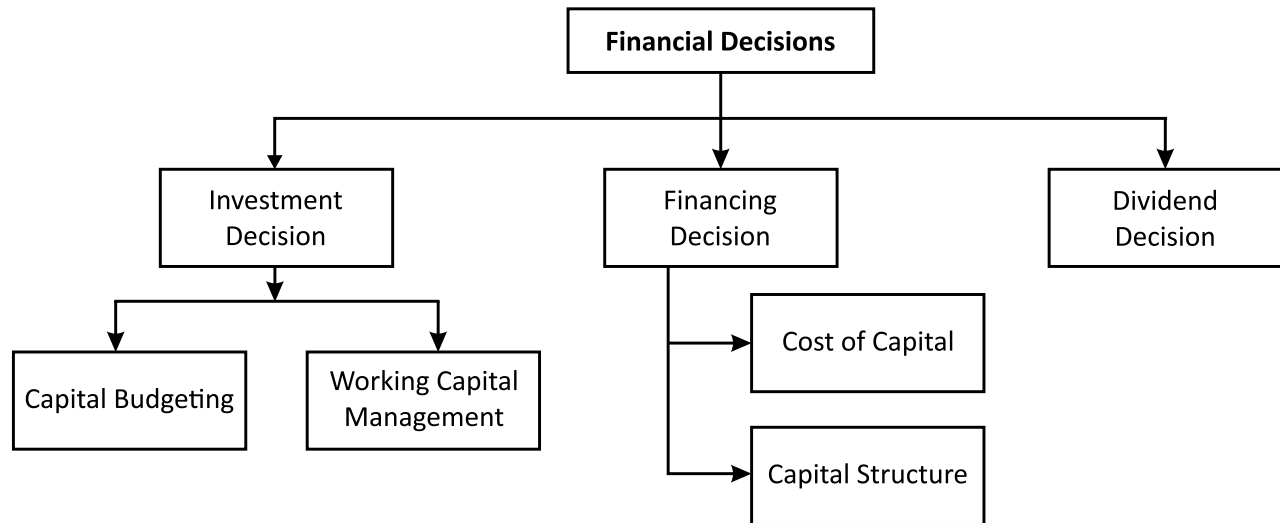 Financial Decisions
Investment
Decision
Financing
Decision
Dividend
Decision
Capital Budgeting
Working Capital
Management
Cost of Capital
Capital Structure